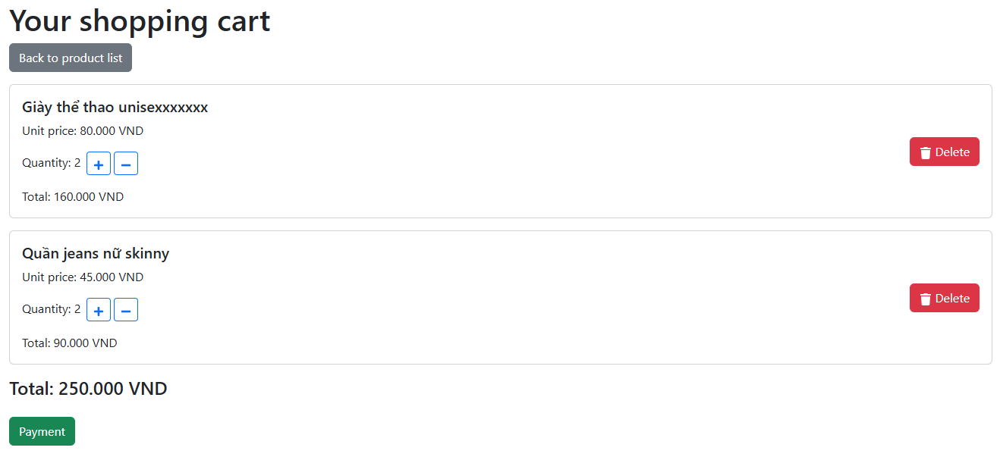 Your shopping cart
Back to product list
Giày thể thao unisexxxxxxx
Unit price: 80.000 VND
Quantity: 2 + −
Total: 160.000 VND
Delete
Quần jeans nữ skinny
Unit price: 45.000 VND
Quantity: 2 + −
Total: 90.000 VND
Delete
Total: 250.000 VND
Payment